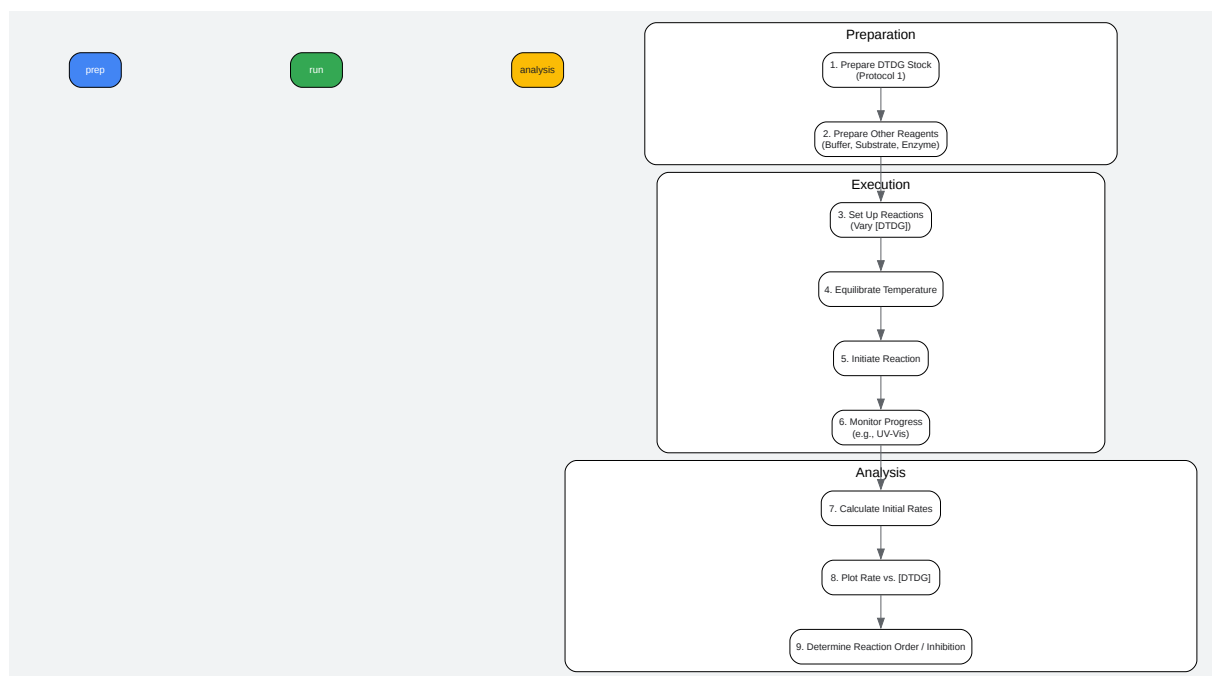 prep
run
analysis
Preparation
1. Prepare DTDG Stock
(Protocol 1)
2. Prepare Other Reagents
(Buffer, Substrate, Enzyme)
Execution
3. Set Up Reactions
(Vary [DTDG])
4. Equilibrate Temperature
5. Initiate Reaction
6. Monitor Progress
(e.g., UV-Vis)
Analysis
7. Calculate Initial Rates
8. Plot Rate vs. [DTDG]
9. Determine Reaction Order / Inhibition